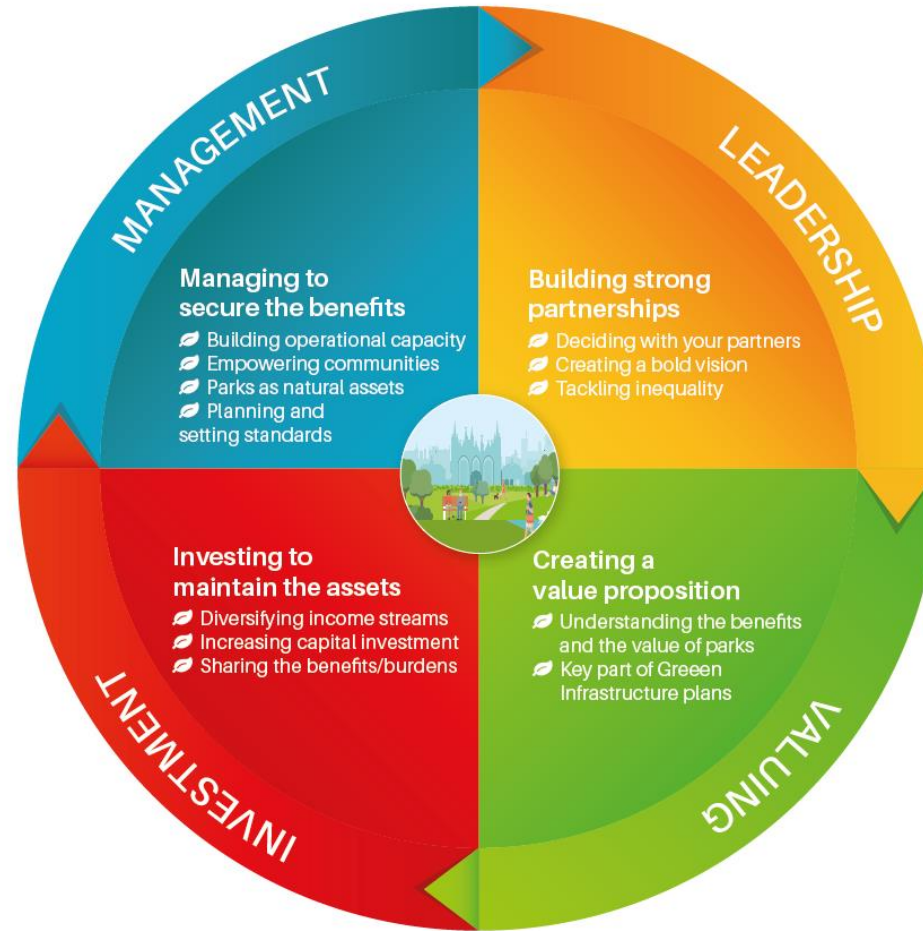 MANAGEMENT
LEADERSHIP
Managing to
secure the benefits
Building operational capacity
Empowering communities
Parks as natural assets
Planning and
setting standards
Building strong
partnerships
Deciding with your partners
Creating a bold vision
Tackling inequality
Investing to
maintain the assets
Diversifying income streams
Increasing capital investment
Sharing the benefits/burdens
Creating a
value proposition
Understanding the benefits
and the value of parks
Key part of Greeen
Infrastructure plans
INVESTMENT
VALUING